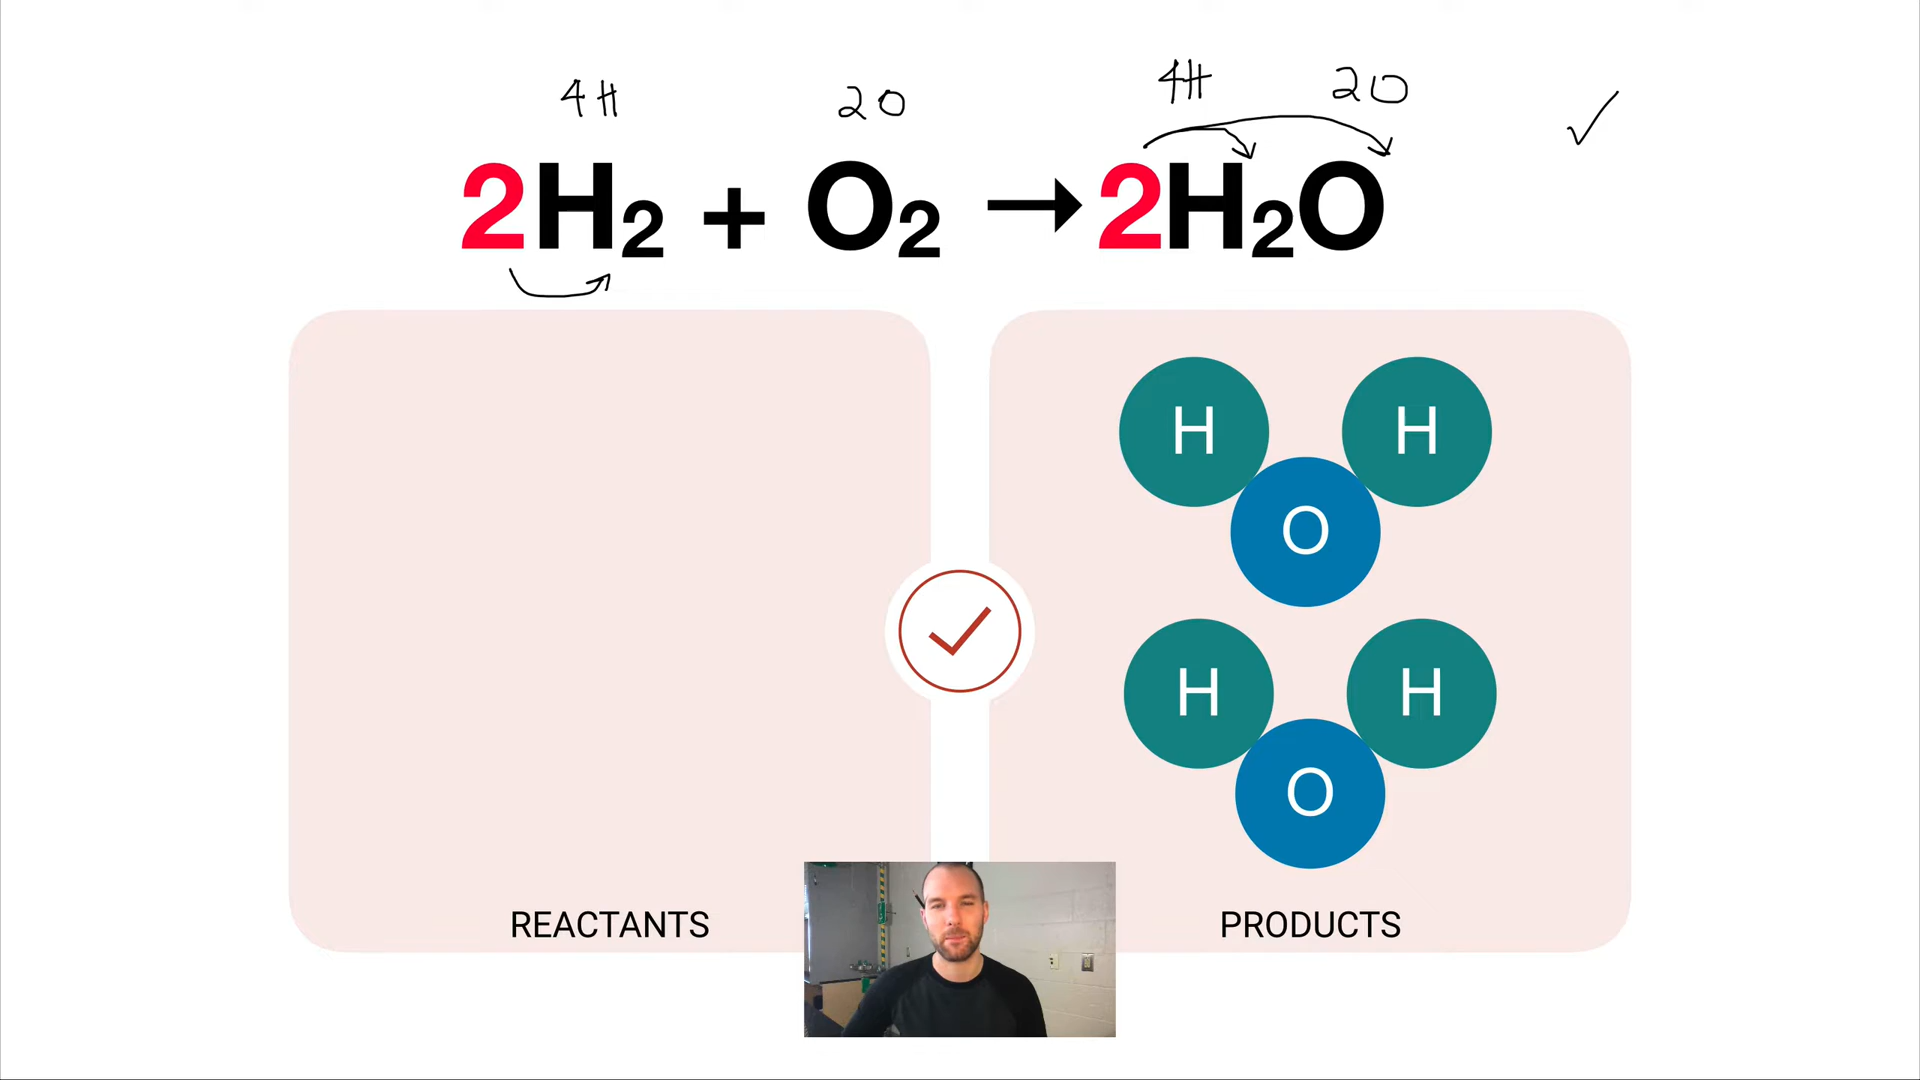 4H 2O 4H 2O
2H₂ + O₂ → 2H₂O
H H
O
H H
O
REACTANTS PRODUCTS